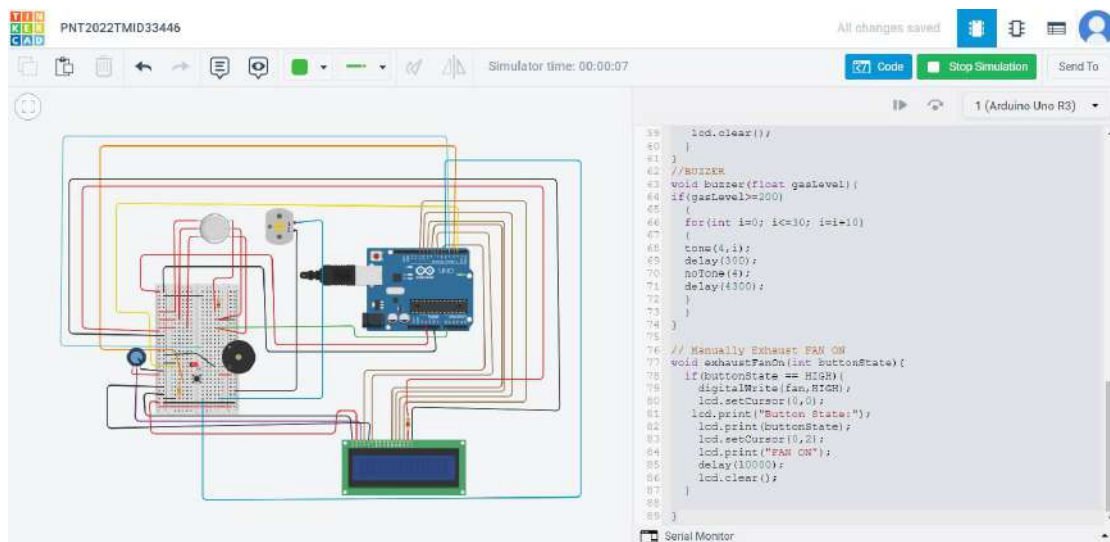 TIN
KER
CAD
PNT2022TMID33446
All changes saved
Simulator time: 00:00:07
Code
Stop Simulation
Send To
1 (Arduino Uno R3)
59 lcd.clear();
60 }
61 }
62 //BUZZER
63 void buzzer(float gasLevel){
64 if(gasLevel>=200)
65 {
66 for(int i=0; i<=30; i=i+10)
67 {
68 tone(4,i);
69 delay(300);
70 noTone(4);
71 delay(4300);
72 }
73 }
74 }
75
76 // Manually Exhaust FAN ON
77 void exhaustFanOn(int buttonState){
78 if(buttonState == HIGH){
79 digitalWrite(fan,HIGH);
80 lcd.setCursor(0,0);
81 lcd.print("Button State:");
82 lcd.print(buttonState);
83 lcd.setCursor(0,2);
84 lcd.print("FAN ON");
85 delay(10000);
86 lcd.clear();
87 }
88
89 }
UNO
Serial Monitor